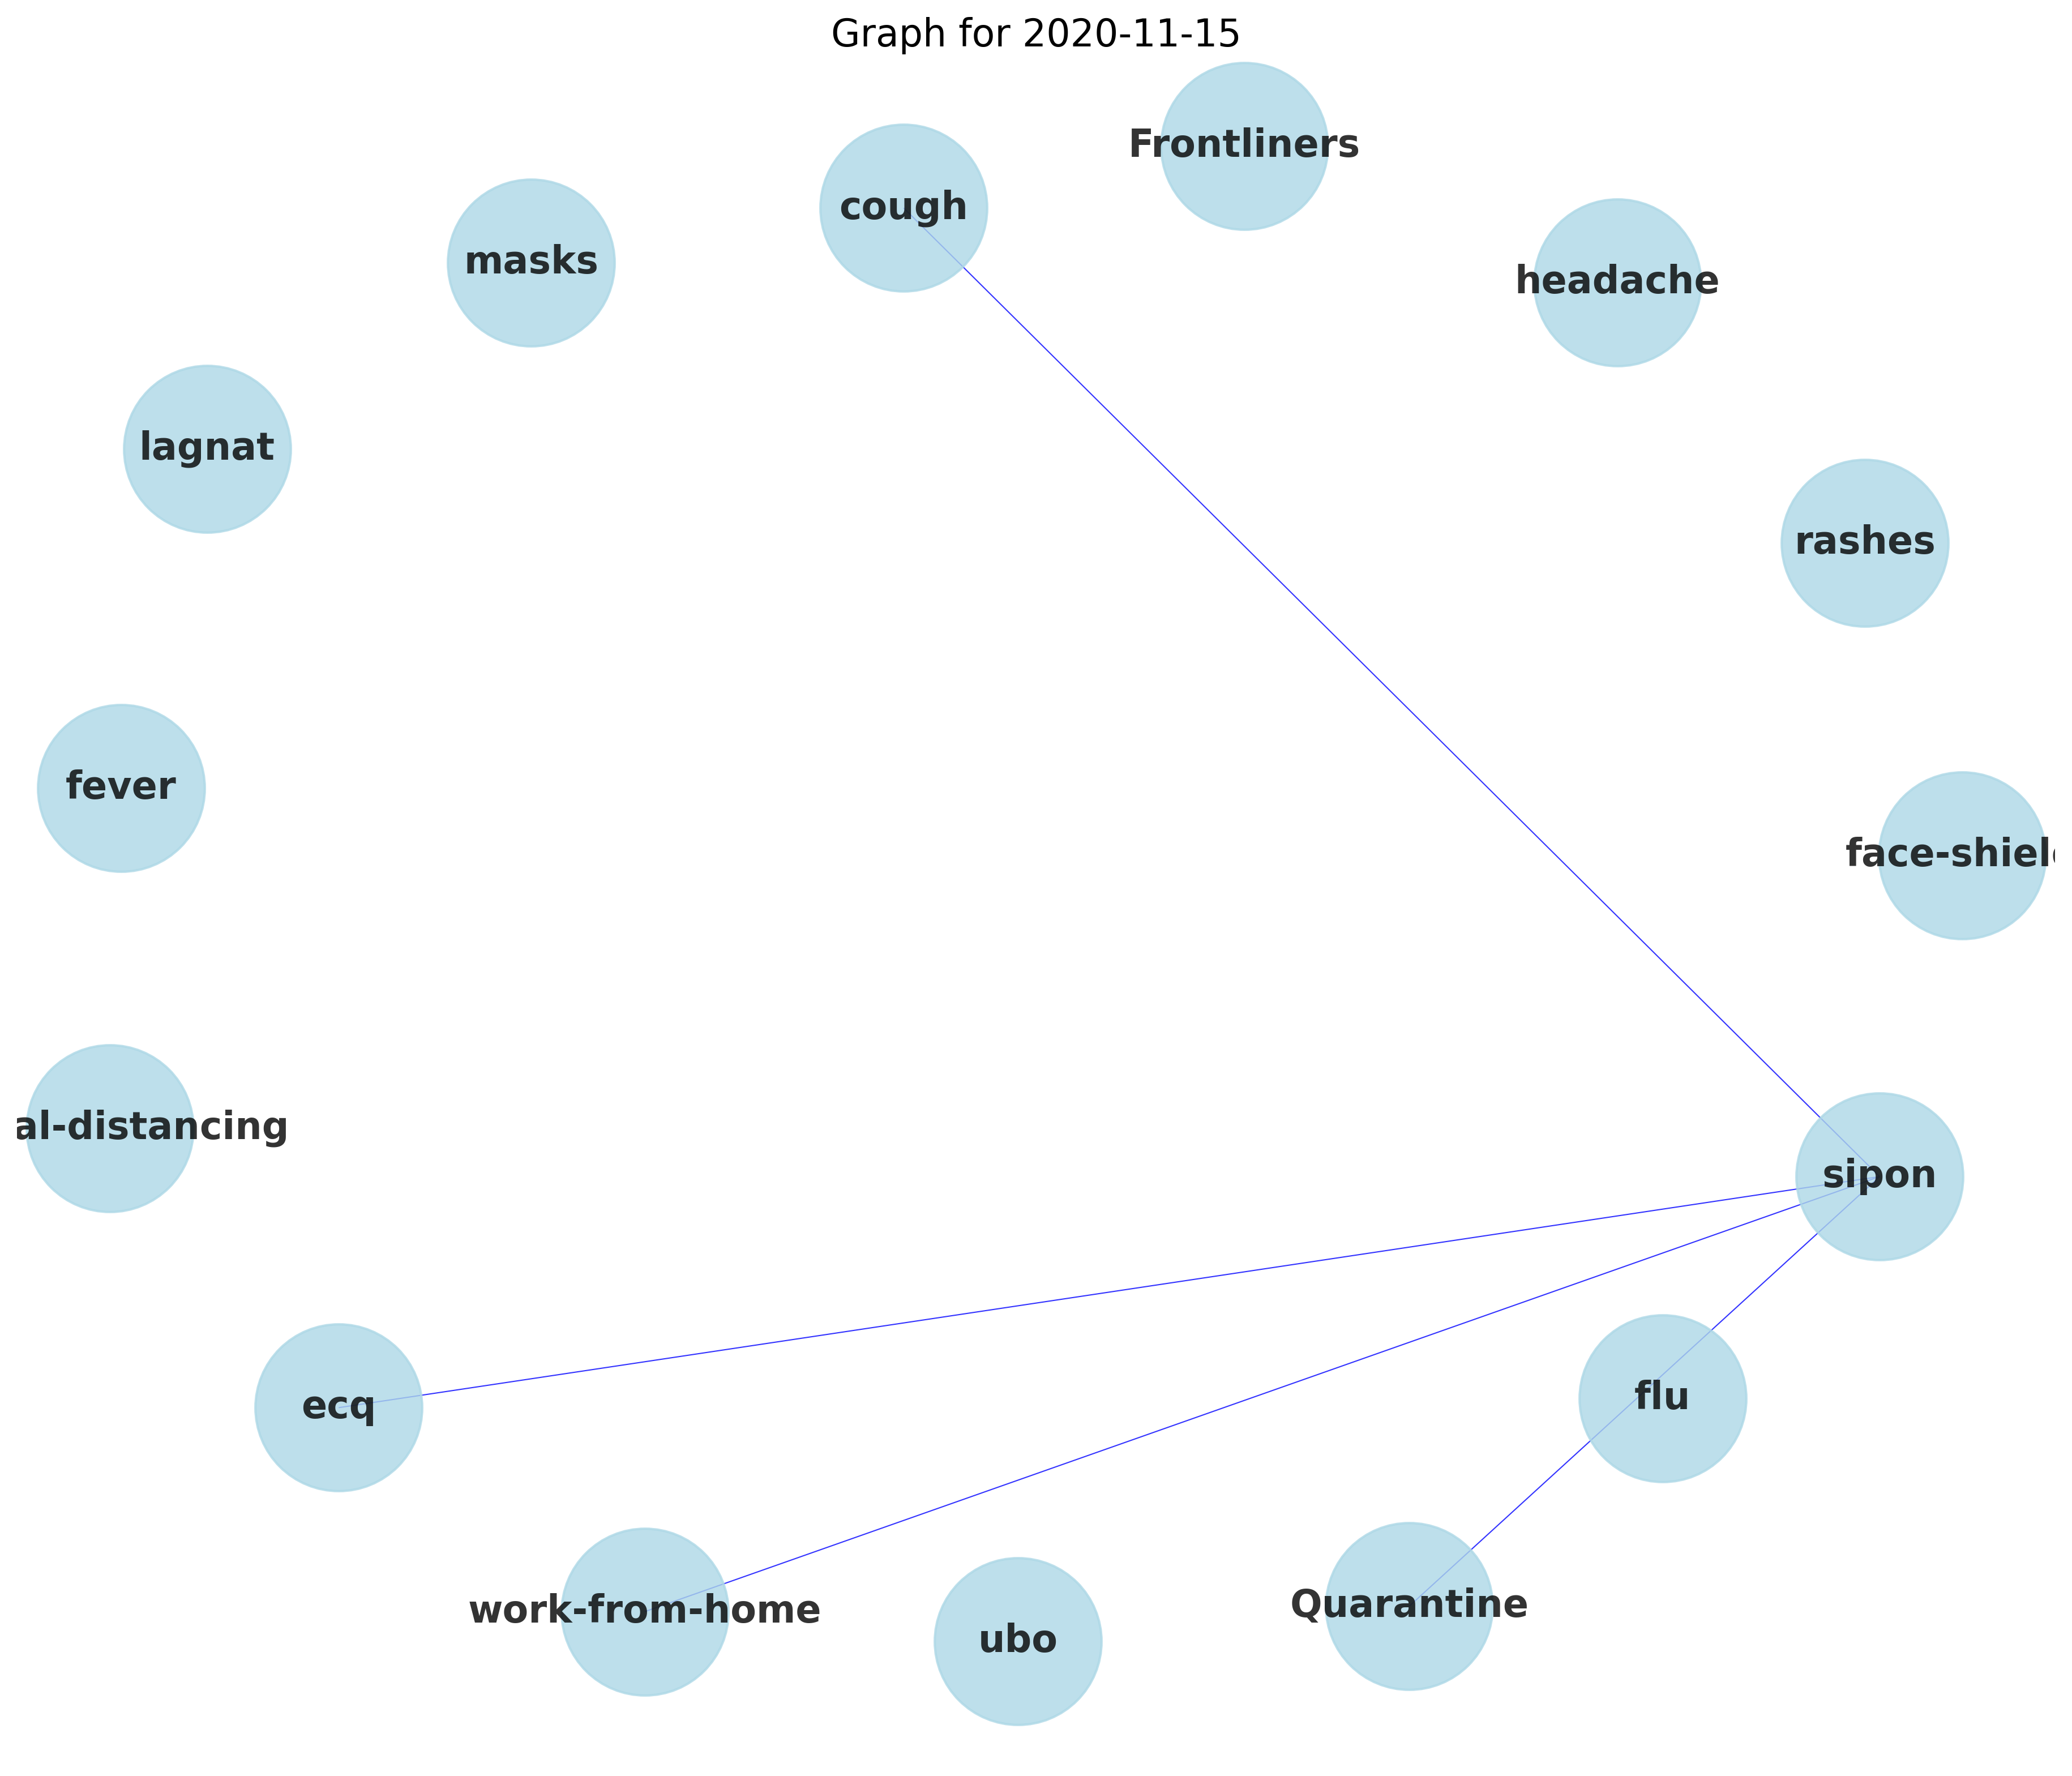 Graph for 2020-11-15
Frontliners
cough
masks
headache
lagnat
rashes
fever
face-shiel
al-distancing
sipon
ecq
flu
work-from-home
Quarantine
ubo